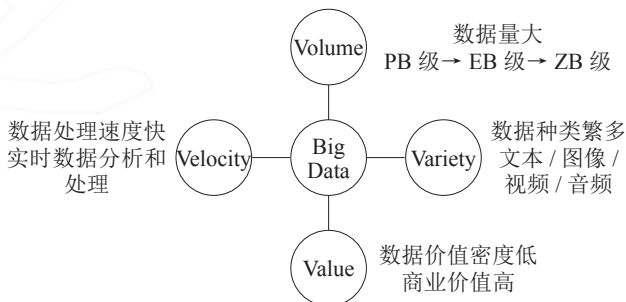 Volume
数据量大
PB 级→ EB 级→ ZB 级
数据处理速度快
实时数据分析和
处理
Velocity
Big
Data
Variety
数据种类繁多
文本 / 图像 /
视频 / 音频
Value
数据价值密度低
商业价值高